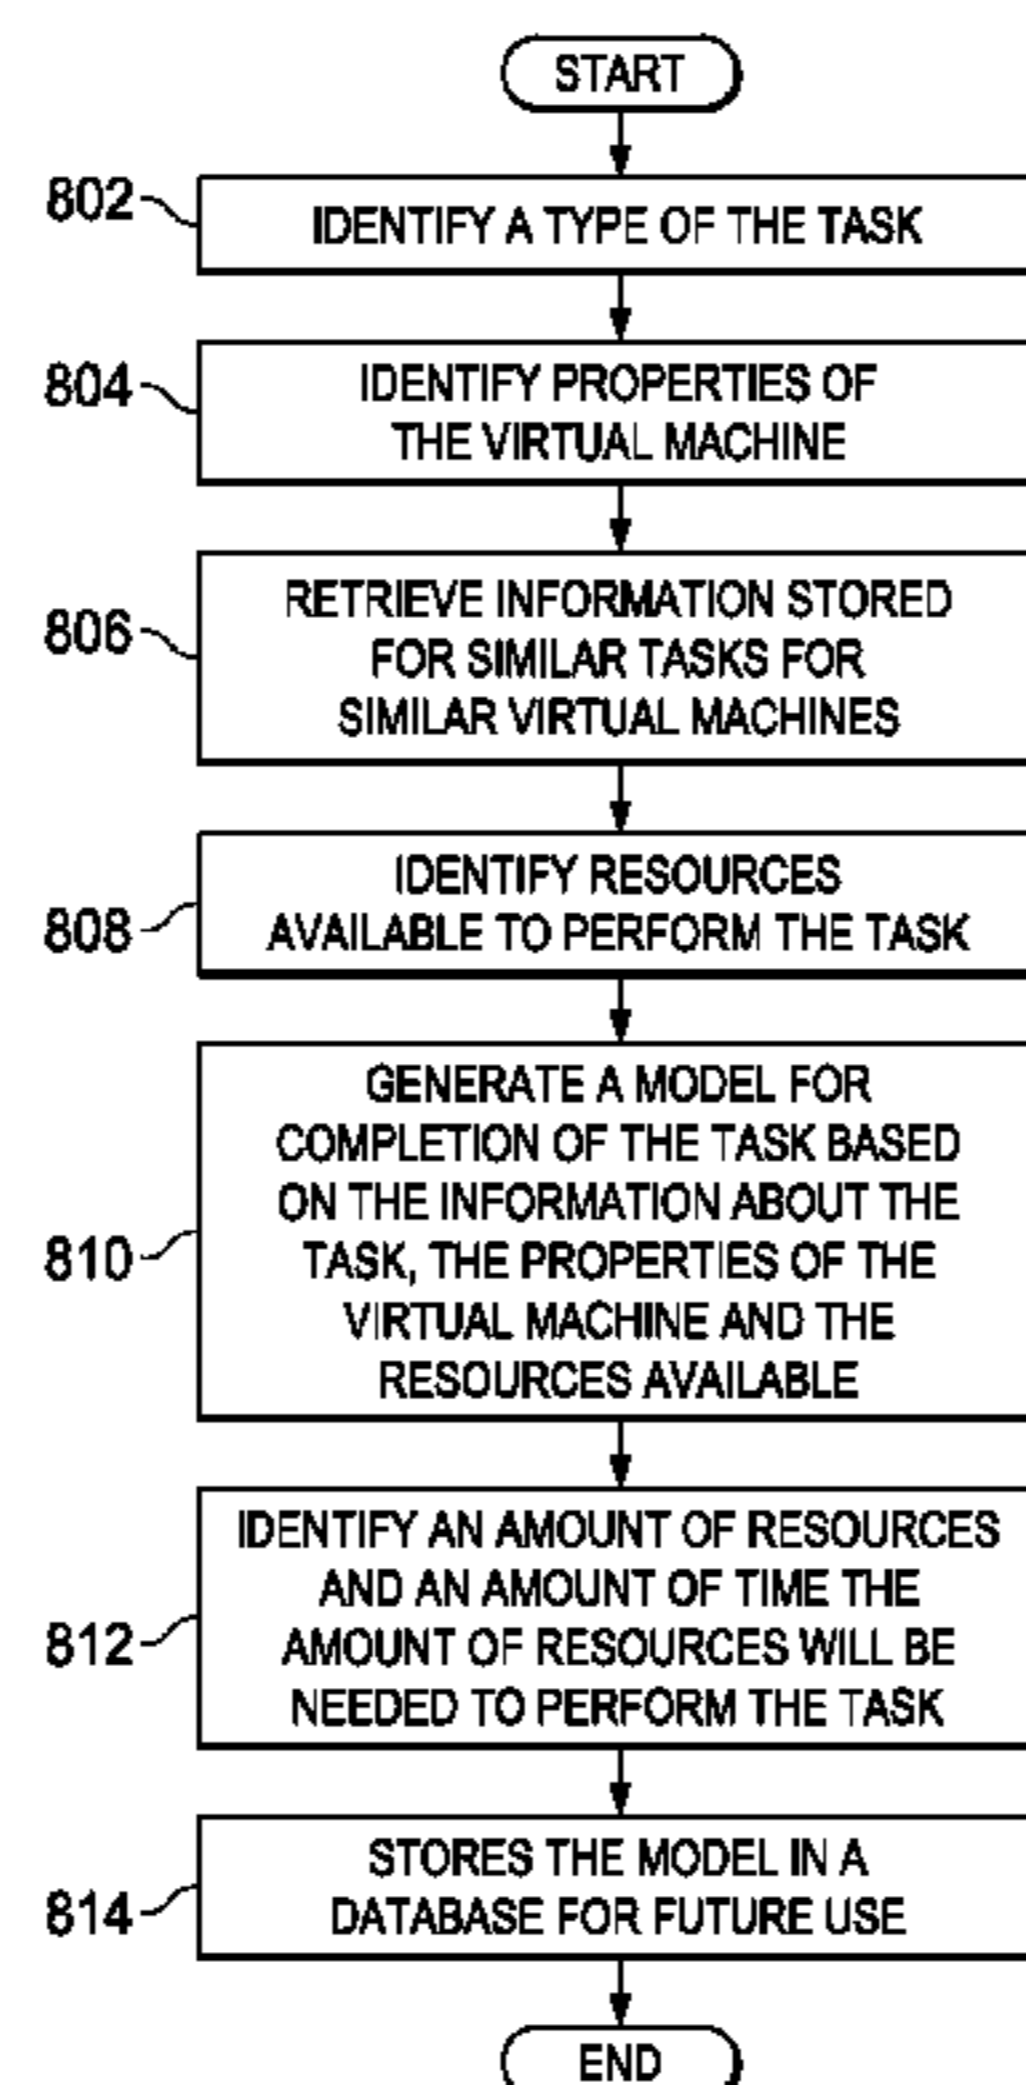 START
802
IDENTIFY A TYPE OF THE TASK
804
IDENTIFY PROPERTIES OF
THE VIRTUAL MACHINE
806
RETRIEVE INFORMATION STORED
FOR SIMILAR TASKS FOR
SIMILAR VIRTUAL MACHINES
808
IDENTIFY RESOURCES
AVAILABLE TO PERFORM THE TASK
810
GENERATE A MODEL FOR
COMPLETION OF THE TASK BASED
ON THE INFORMATION ABOUT THE
TASK, THE PROPERTIES OF THE
VIRTUAL MACHINE AND THE
RESOURCES AVAILABLE
812
IDENTIFY AN AMOUNT OF RESOURCES
AND AN AMOUNT OF TIME THE
AMOUNT OF RESOURCES WILL BE
NEEDED TO PERFORM THE TASK
814
STORES THE MODEL IN A
DATABASE FOR FUTURE USE
END